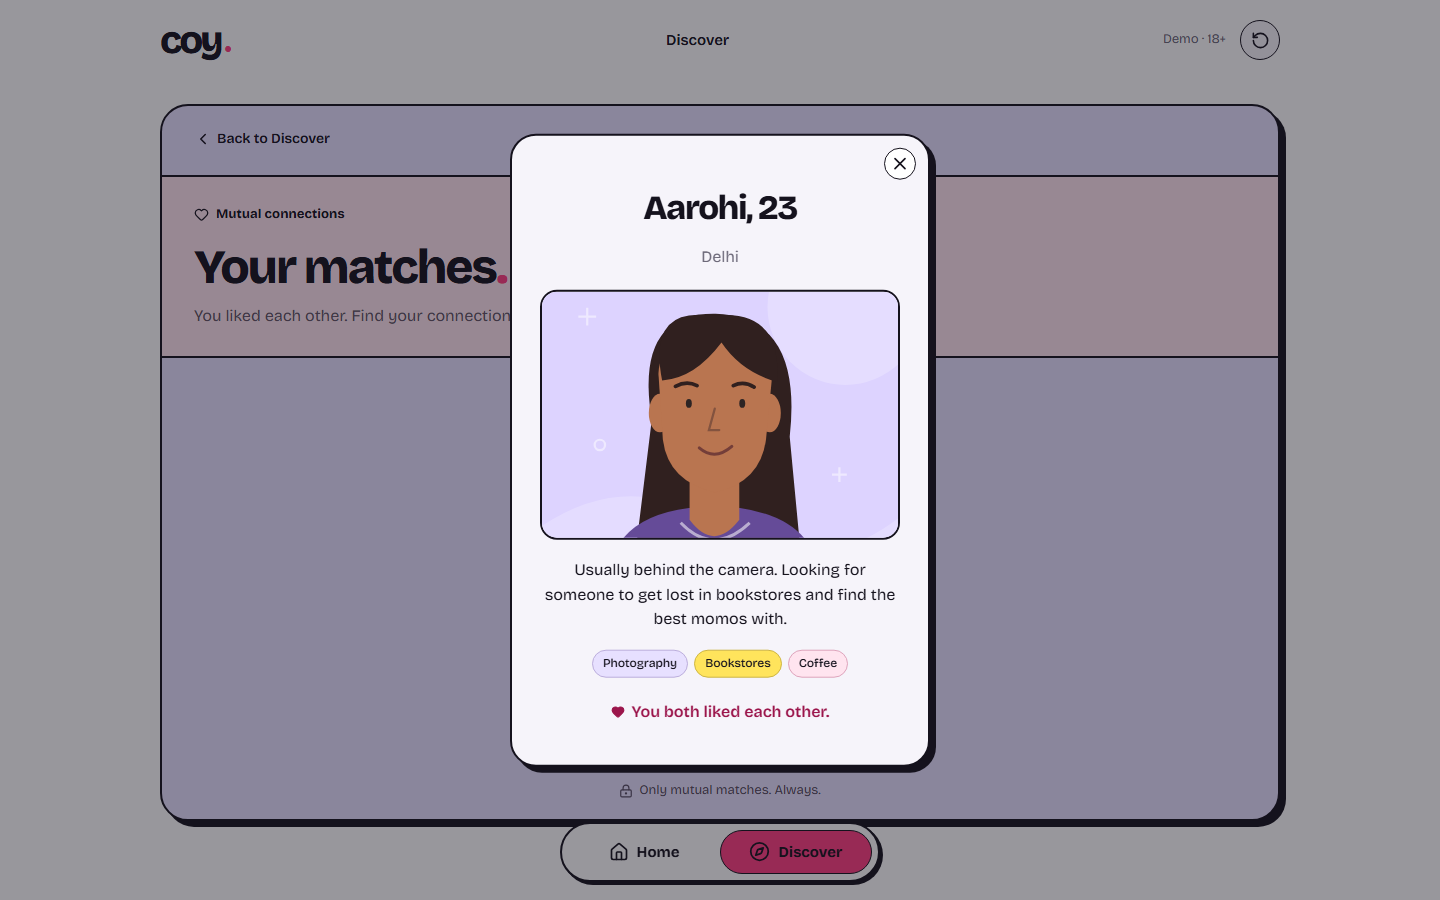 coy.
Discover
Demo · 18+
Back to Discover
Mutual connections
Your matches.
You liked each other. Find your connection
Aarohi, 23
Delhi
Usually behind the camera. Looking for
someone to get lost in bookstores and find the
best momos with.
Photography
Bookstores
Coffee
You both liked each other.
Only mutual matches. Always.
Home
Discover